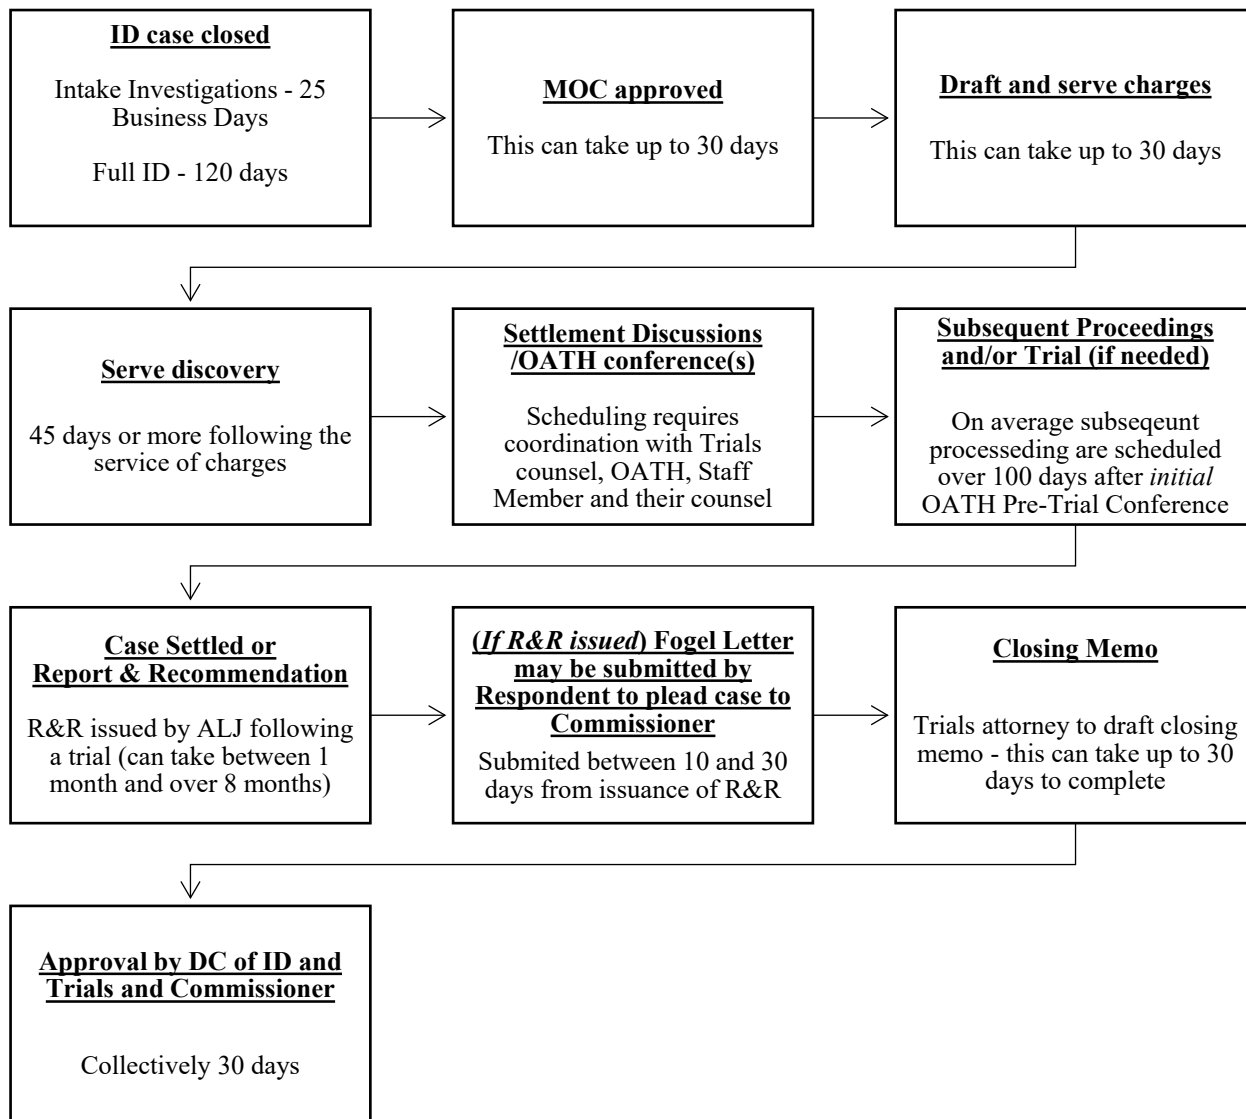 ID case closed
Intake Investigations - 25
Business Days
Full ID - 120 days
MOC approved
This can take up to 30 days
Draft and serve charges
This can take up to 30 days
Serve discovery
45 days or more following the
service of charges
Settlement Discussions
/OATH conference(s)
Scheduling requires
coordination with Trials
counsel, OATH, Staff
Member and their counsel
Subsequent Proceedings
and/or Trial (if needed)
On average subseqeunt
processeding are scheduled
over 100 days after initial
OATH Pre-Trial Conference
Case Settled or
Report & Recommendation
R&R issued by ALJ following
a trial (can take between 1
month and over 8 months)
(If R&R issued) Fogel Letter
may be submitted by
Respondent to plead case to
Commissioner
Submited between 10 and 30
days from issuance of R&R
Closing Memo
Trials attorney to draft closing
memo - this can take up to 30
days to complete
Approval by DC of ID and
Trials and Commissioner
Collectively 30 days